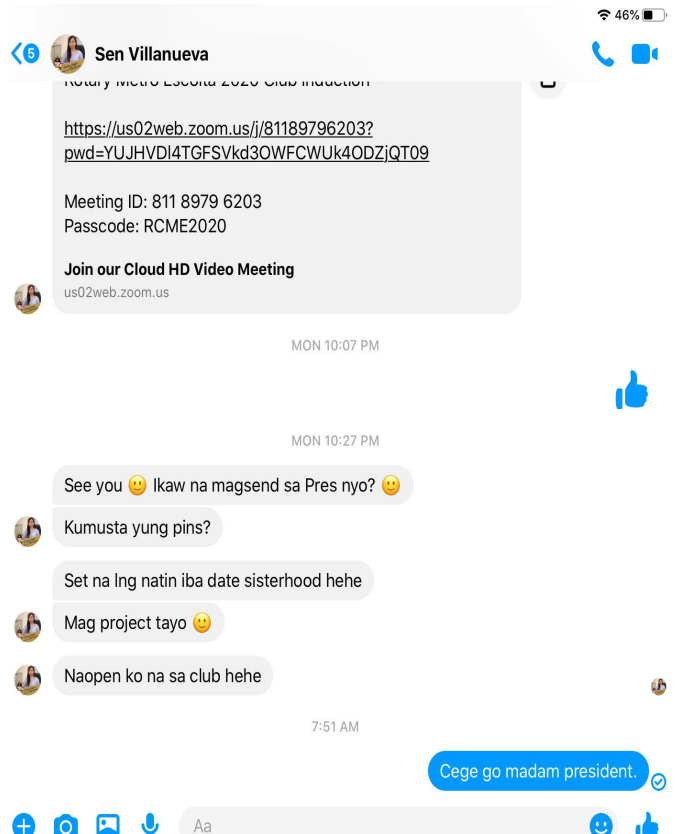 46%
5
Sen Villanueva
Rotary Metro Escolta 2020 Club Induction
https://us02web.zoom.us/j/81189796203?
pwd=YUJHVDl4TGFSVkd3OWFCWUk4ODZjQT09
Meeting ID: 811 8979 6203
Passcode: RCME2020
Join our Cloud HD Video Meeting
us02web.zoom.us
MON 10:07 PM
MON 10:27 PM
See you 🙂 Ikaw na magsend sa Pres nyo? 🙂
Kumusta yung pins?
Set na lng natin iba date sisterhood hehe
Mag project tayo 🙂
Naopen ko na sa club hehe
7:51 AM
Cege go madam president.
Aa